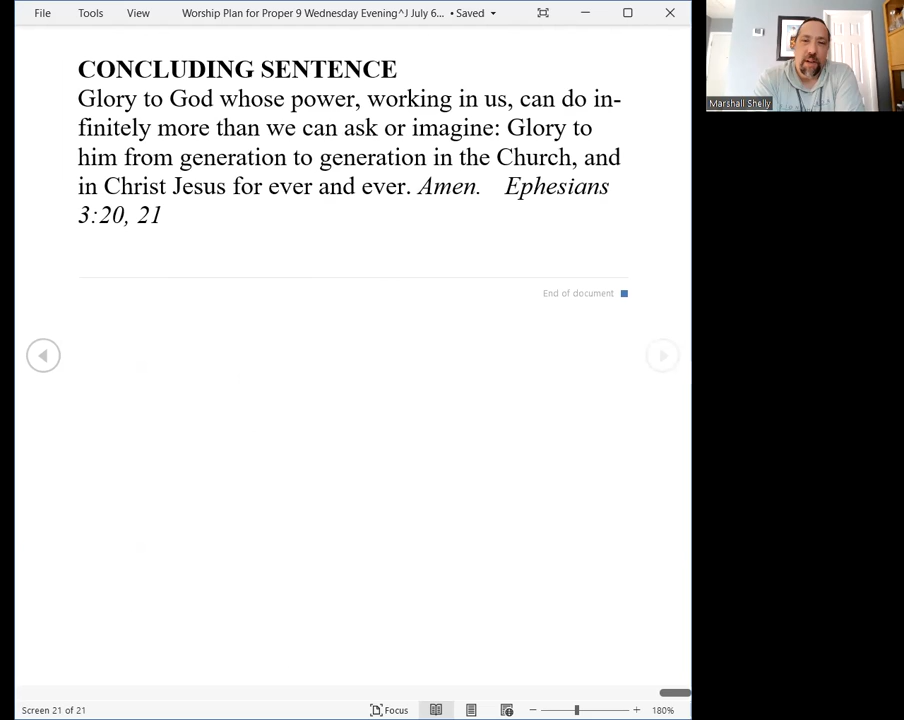 File Tools View Worship Plan for Proper 9 Wednesday Evening^J July 6... • Saved
CONCLUDING SENTENCE
Glory to God whose power, working in us, can do in-
finitely more than we can ask or imagine: Glory to
him from generation to generation in the Church, and
in Christ Jesus for ever and ever. Amen. Ephesians
3:20, 21
End of document
Marshall Shelly
Screen 21 of 21 Focus 180%